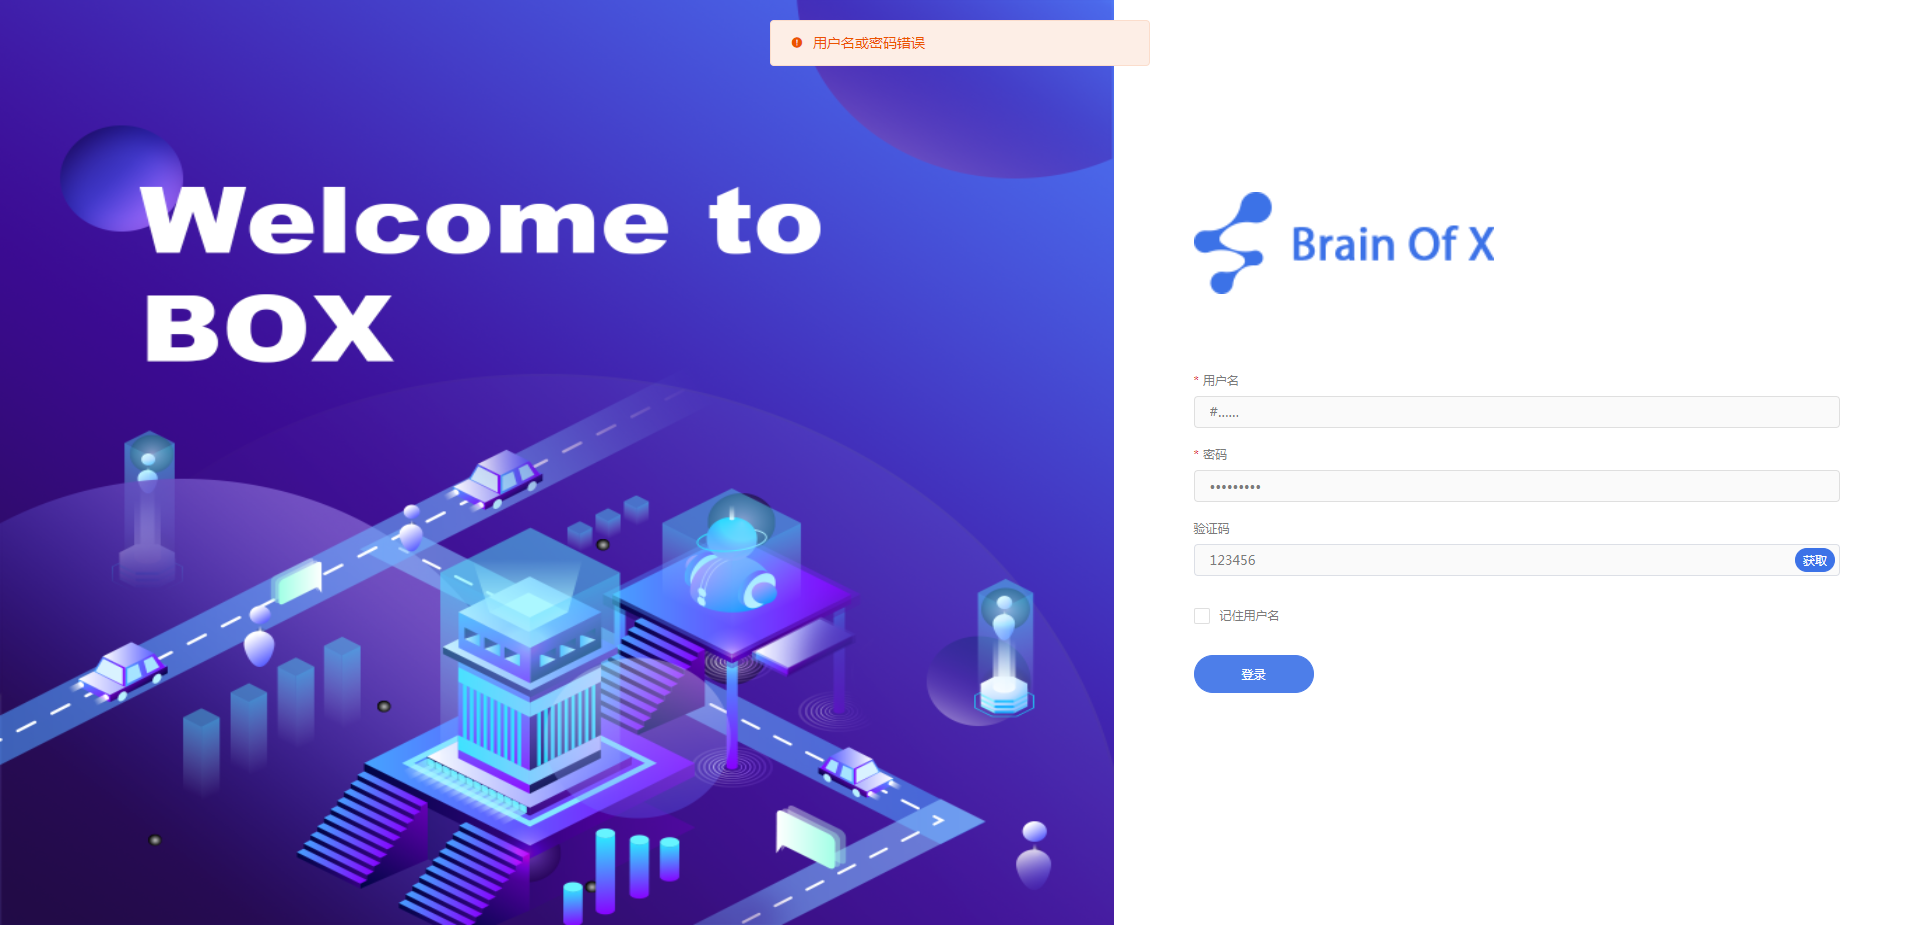 用户名或密码错误
Welcome to
BOX
Brain Of X
* 用户名
#......
* 密码
•••••••••
验证码
123456
获取
记住用户名
登录